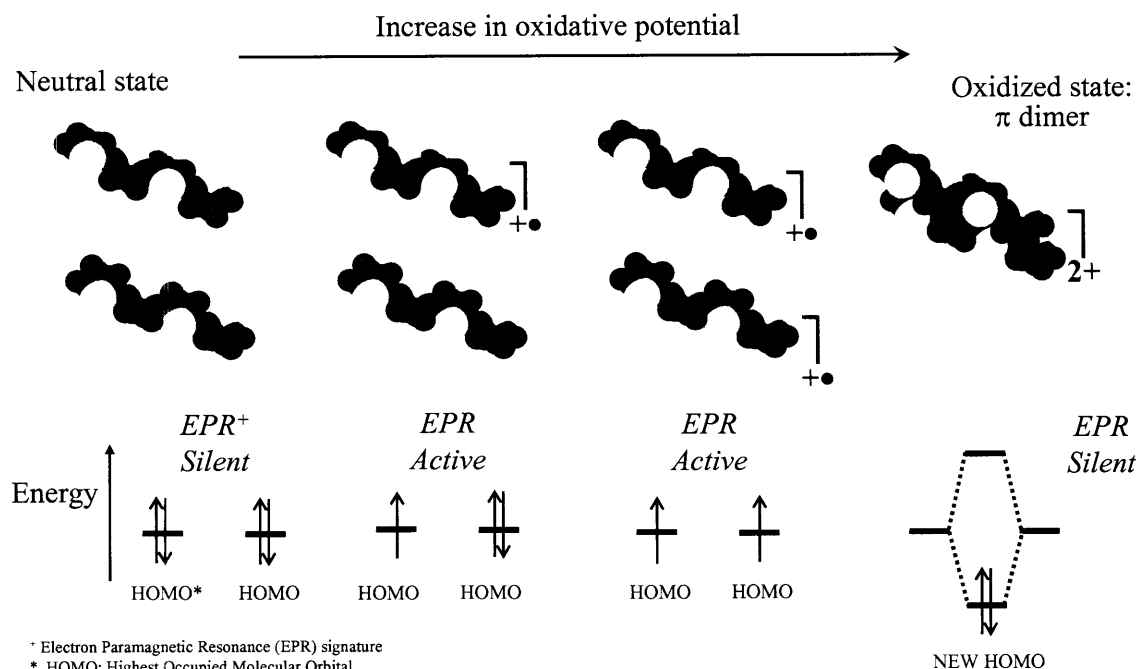 Increase in oxidative potential
Neutral state
Oxidized state:
π dimer
+●
+●
2+
+●
EPR⁺
Silent
EPR
Active
EPR
Active
EPR
Silent
Energy
HOMO*
HOMO
HOMO
HOMO
HOMO
HOMO
NEW HOMO
⁺ Electron Paramagnetic Resonance (EPR) signature
* HOMO: Highest Occupied Molecular Orbital